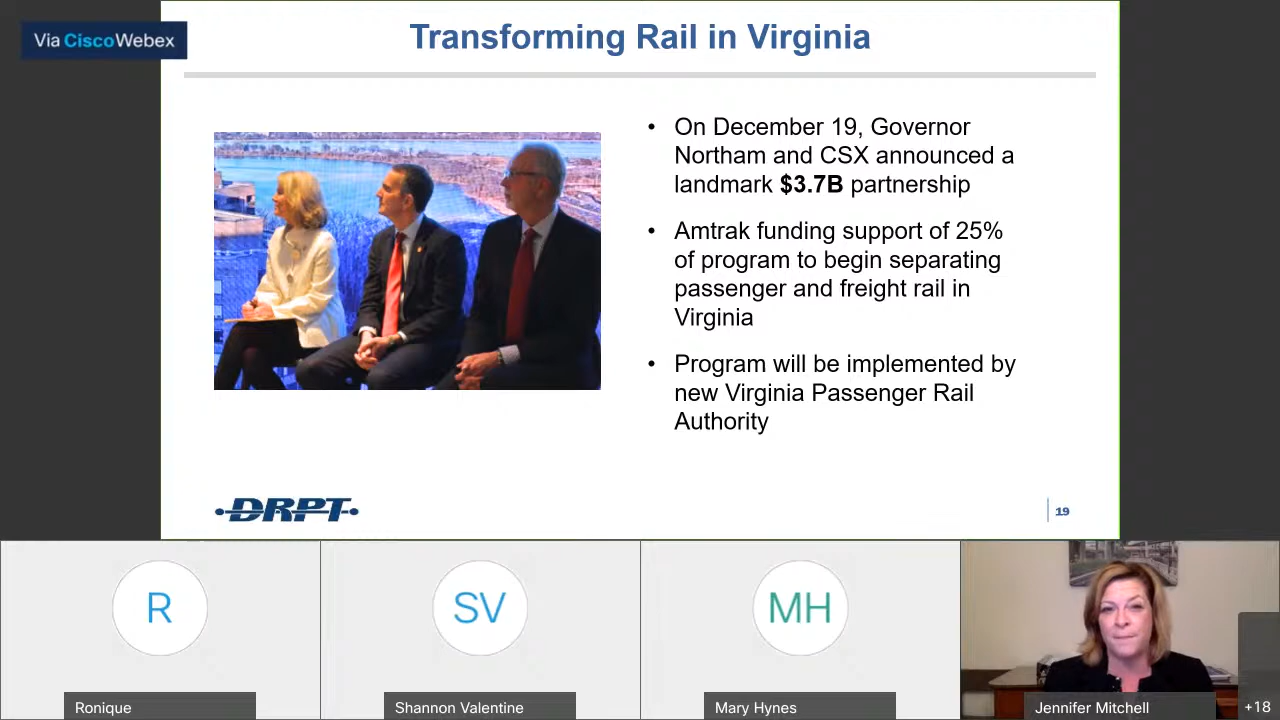 Via CiscoWebex
Transforming Rail in Virginia
• On December 19, Governor
Northam and CSX announced a
landmark $3.7B partnership
• Amtrak funding support of 25%
of program to begin separating
passenger and freight rail in
Virginia
• Program will be implemented by
new Virginia Passenger Rail
Authority
DRPT
19
R
SV
MH
Ronique
Shannon Valentine
Mary Hynes
Jennifer Mitchell
+18